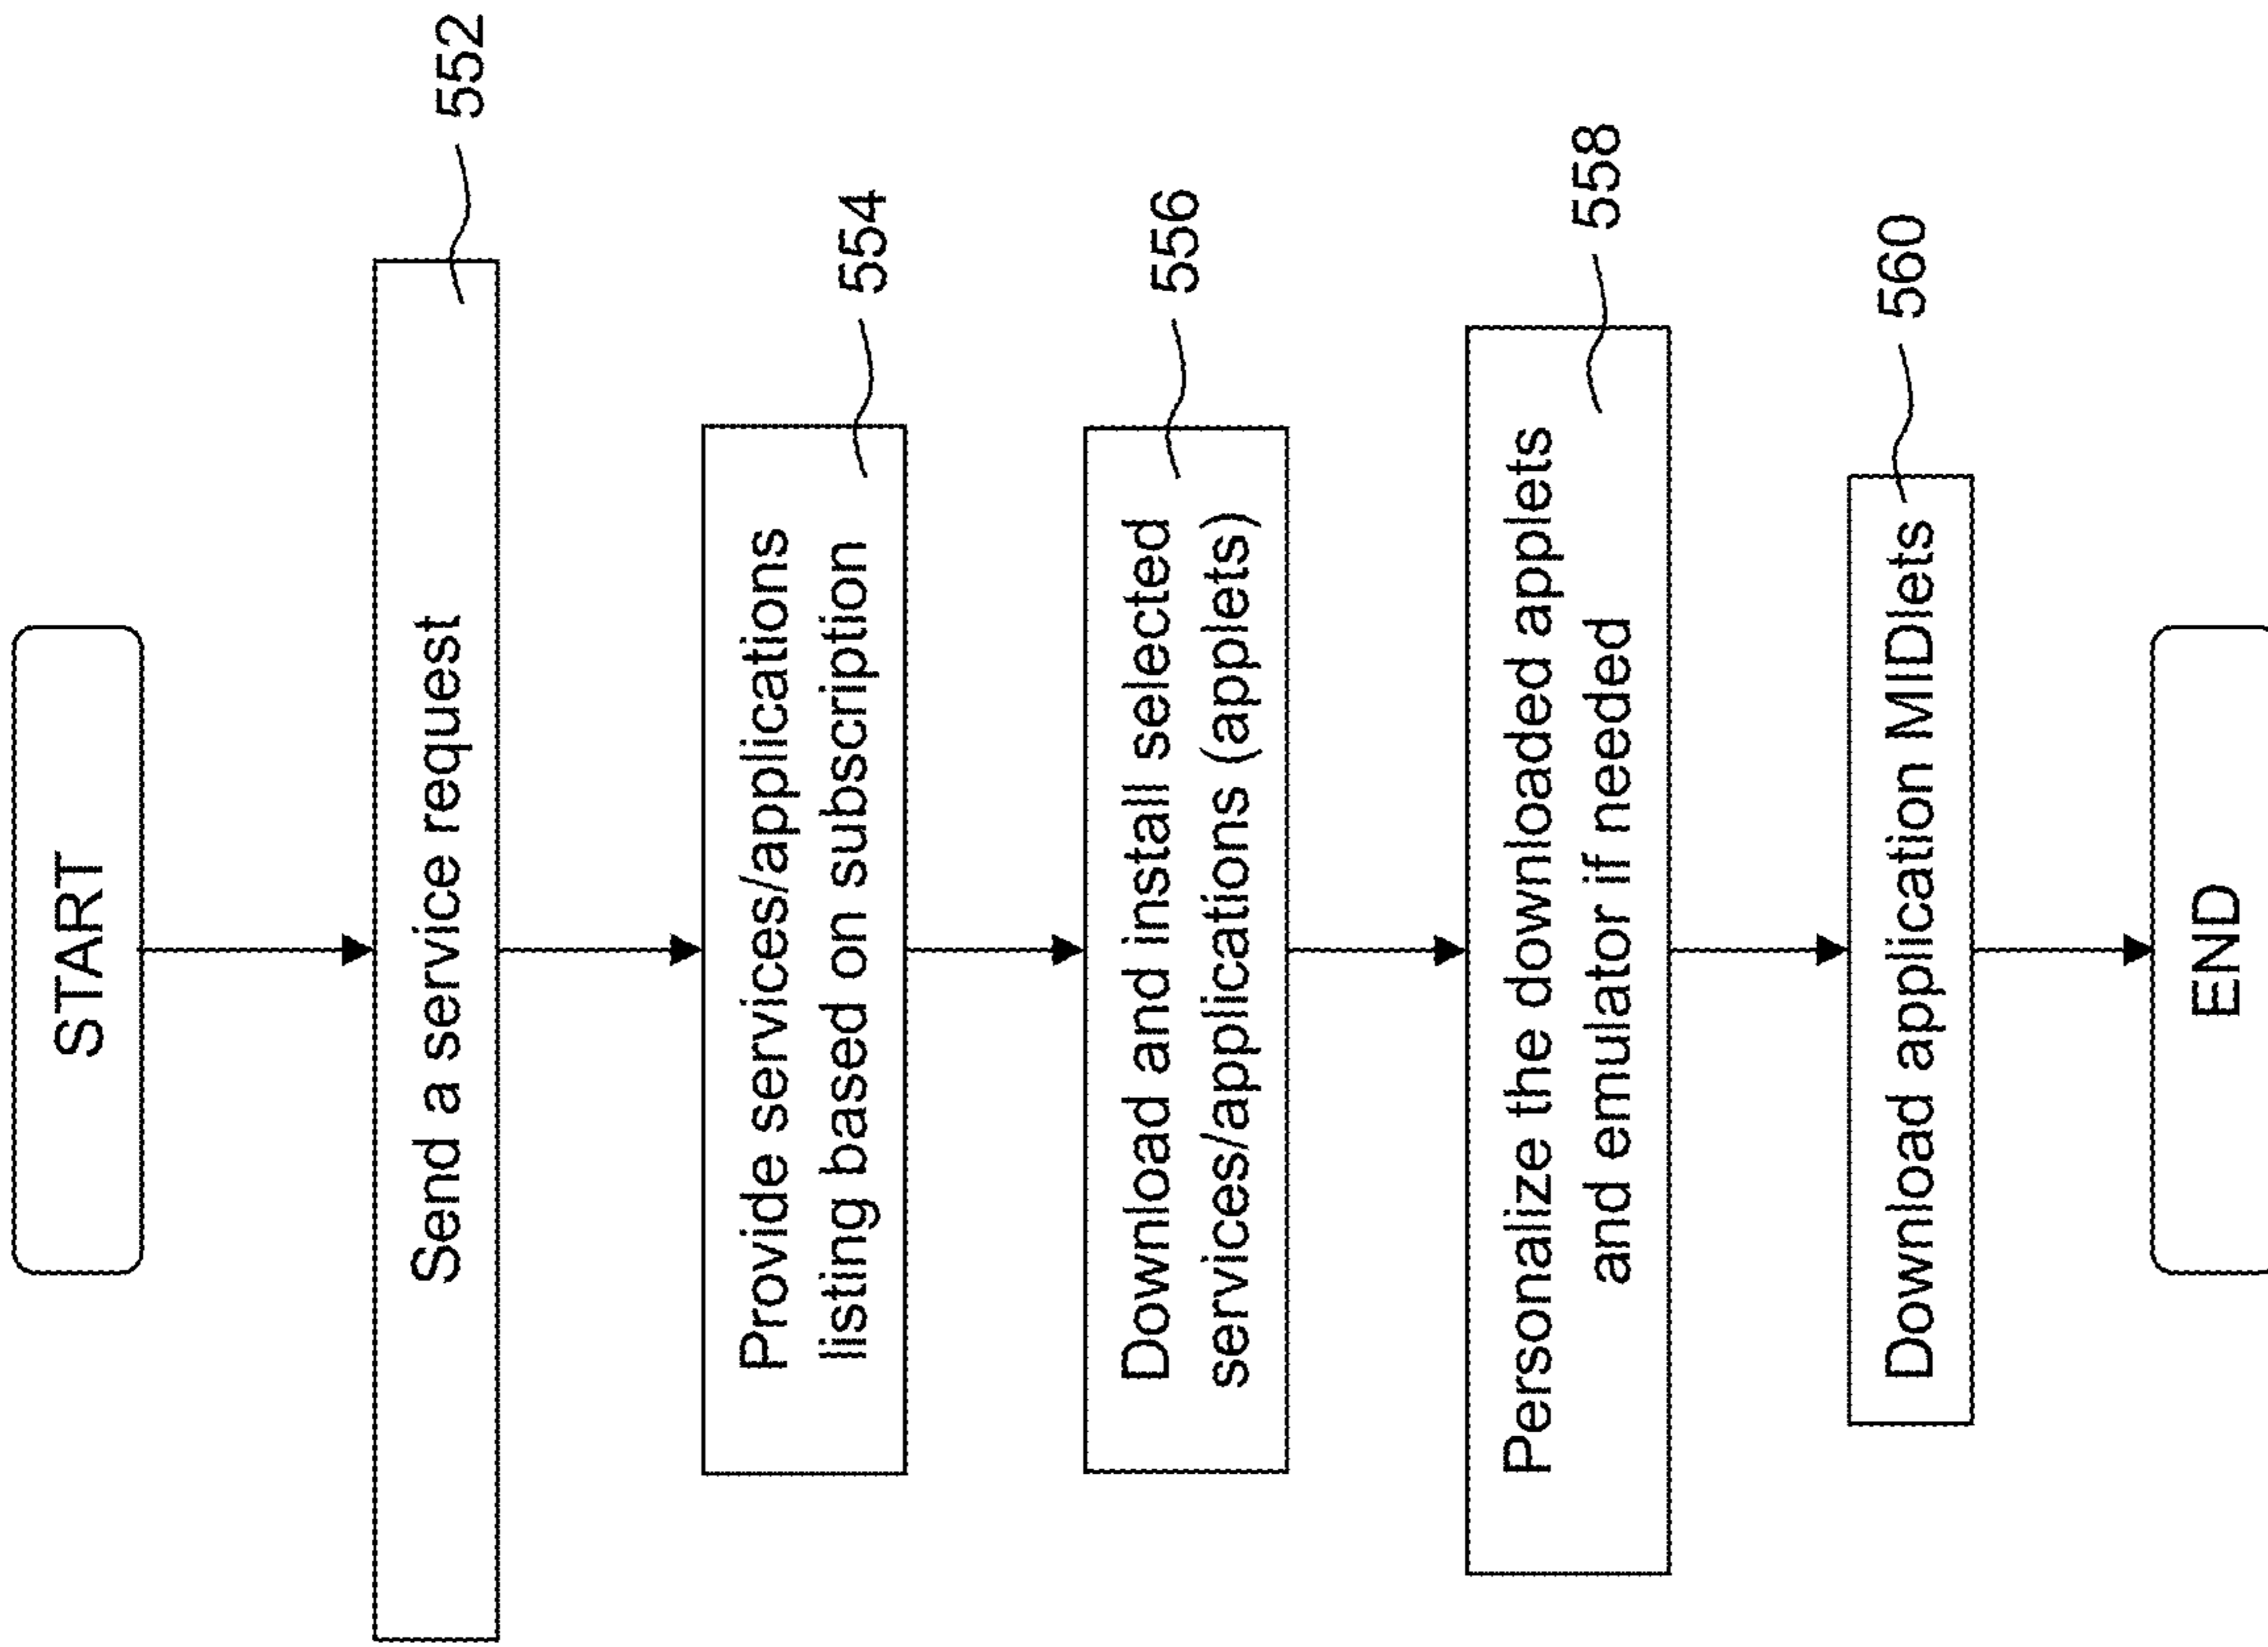 START
Send a service request
552
Provide services/applications
listing based on subscription
554
Download and install selected
services/applications (applets)
556
Personalize the downloaded applets
and emulator if needed
558
Download application MIDlets
560
END